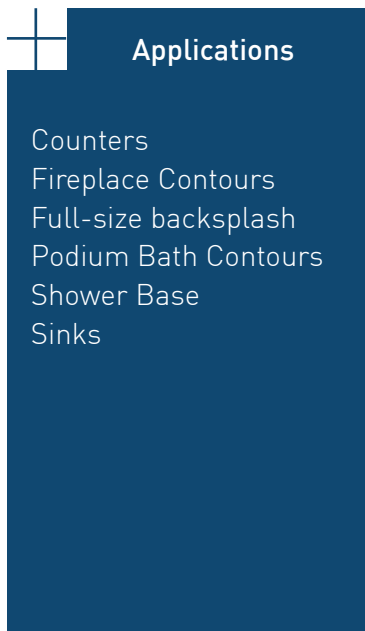 Applications
Counters
Fireplace Contours
Full-size backsplash
Podium Bath Contours
Shower Base
Sinks